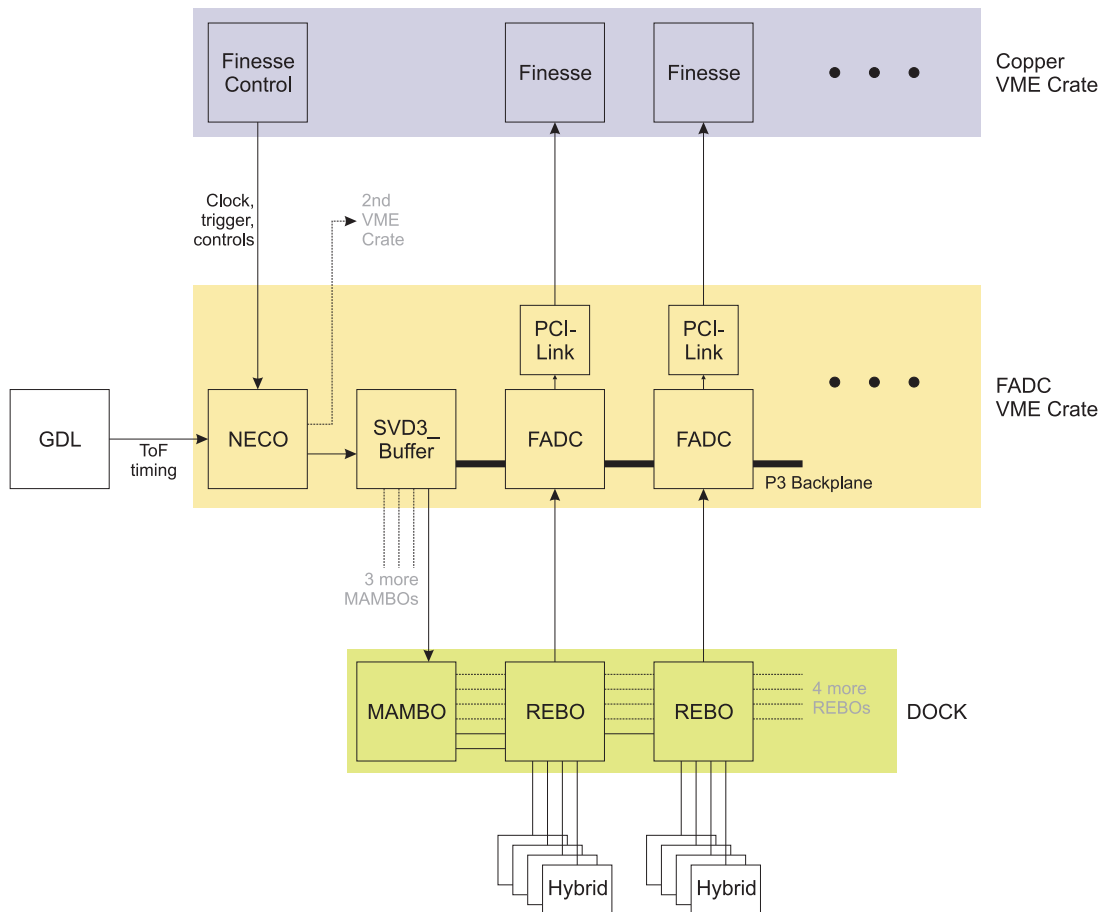 Finesse
Control
Finesse
Finesse
Copper
VME Crate
Clock,
trigger,
controls
2nd
VME
Crate
PCI-
Link
PCI-
Link
FADC
VME Crate
GDL
ToF
timing
NECO
SVD3_
Buffer
FADC
FADC
P3 Backplane
3 more
MAMBOs
MAMBO
REBO
REBO
4 more
REBOs
DOCK
Hybrid
Hybrid